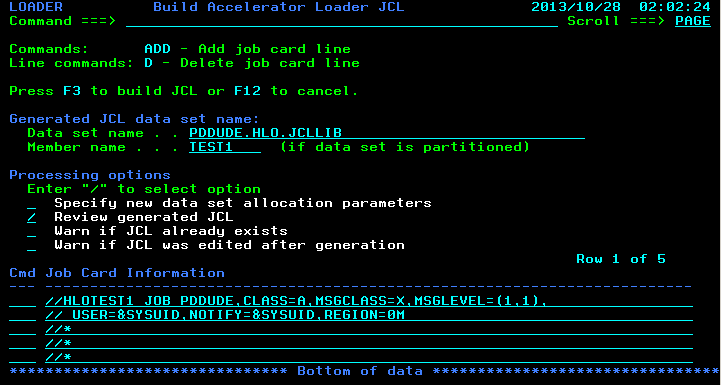 LOADER Build Accelerator Loader JCL 2013/10/28 02:02:24
Command ===> Scroll ===> PAGE
Commands: ADD - Add job card line
Line commands: D - Delete job card line
Press F3 to build JCL or F12 to cancel.
Generated JCL data set name:
Data set name . . PDDUDE.HLO.JCLLIB
Member name . . . TEST1 (if data set is partitioned)
Processing options
Enter "/" to select option
_ Specify new data set allocation parameters
/ Review generated JCL
_ Warn if JCL already exists
_ Warn if JCL was edited after generation
Row 1 of 5
Cmd Job Card Information
--- ------------------------------------------------------------------------
___ //HLOTEST1 JOB PDDUDE,CLASS=A,MSGCLASS=X,MSGLEVEL=(1,1),
___ // USER=&SYSUID,NOTIFY=&SYSUID,REGION=0M
___ //*
___ //*
___ //*
******************************* Bottom of data ********************************